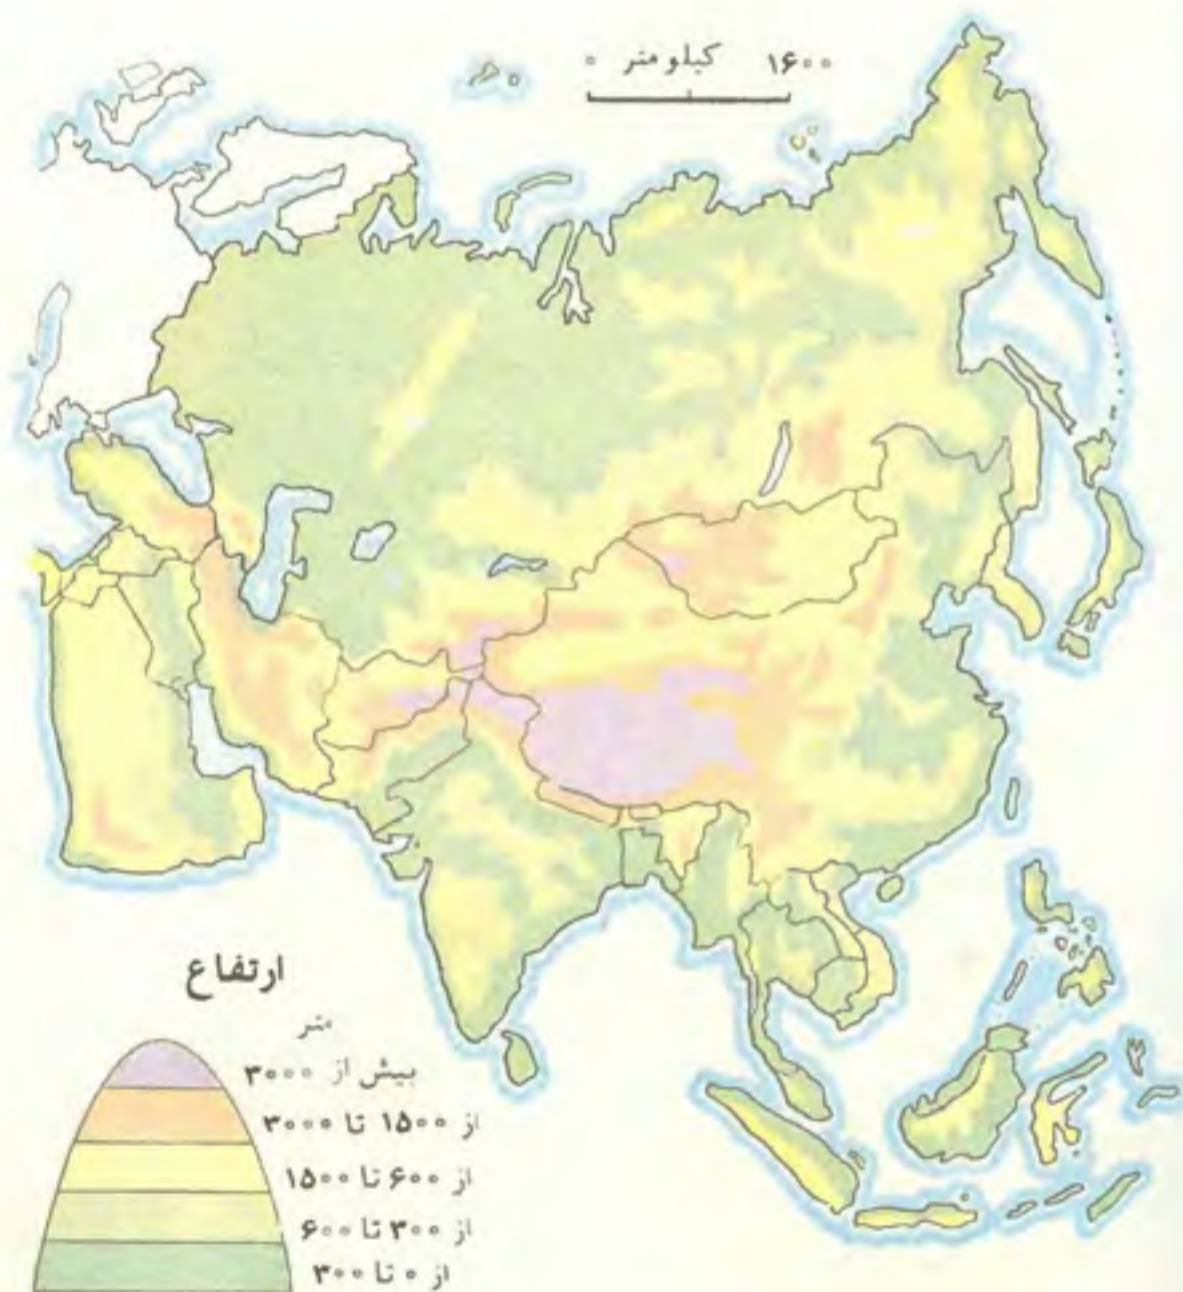 ۰ کیلومتر ۱۶۰۰
ارتفاع
متر
بیش از ۳۰۰۰
از ۱۵۰۰ تا ۳۰۰۰
از ۶۰۰ تا ۱۵۰۰
از ۳۰۰ تا ۶۰۰
از ۰ تا ۳۰۰